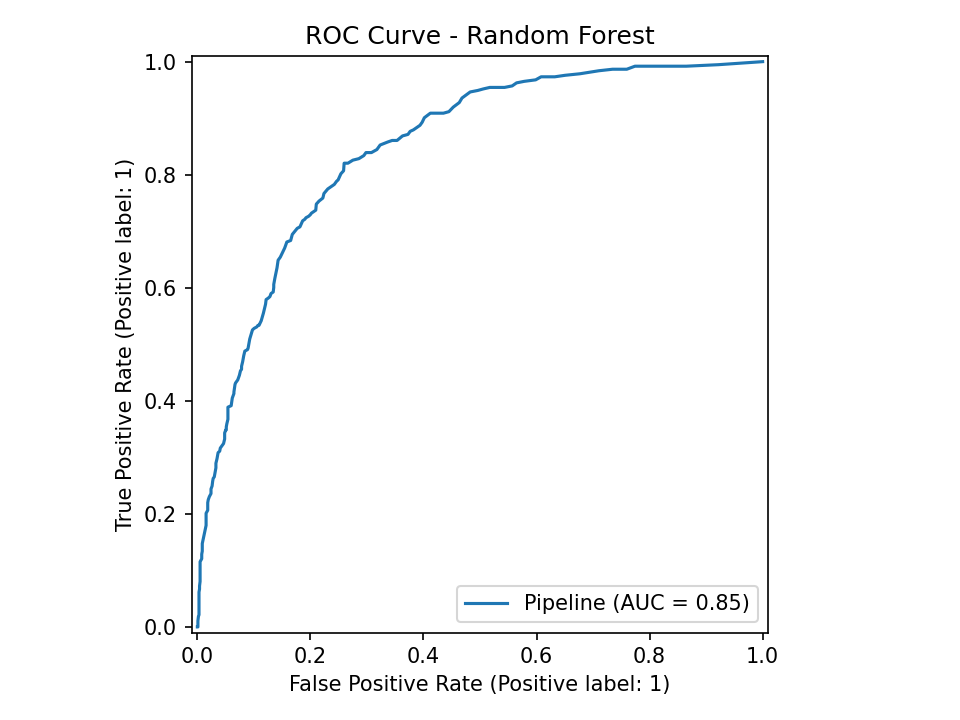 ROC Curve - Random Forest
True Positive Rate (Positive label: 1)
1.0
0.8
0.6
0.4
0.2
0.0
Pipeline (AUC = 0.85)
0.0 0.2 0.4 0.6 0.8 1.0
False Positive Rate (Positive label: 1)